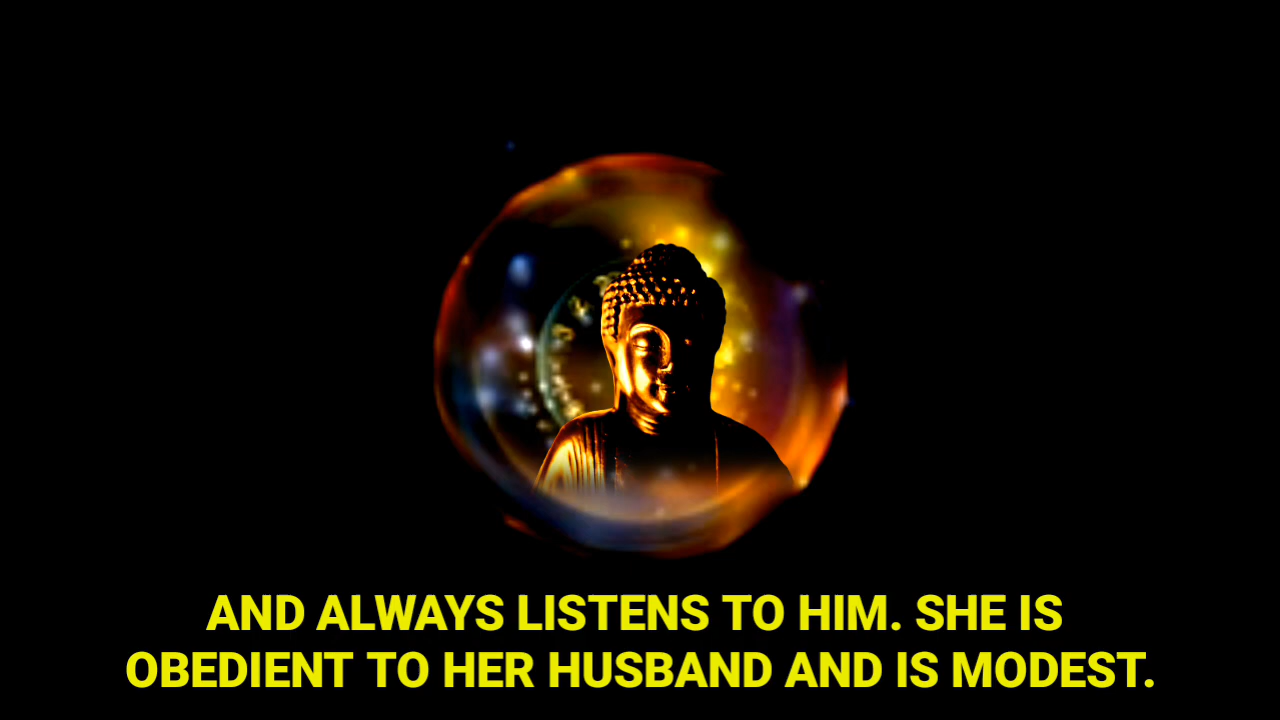 AND ALWAYS LISTENS TO HIM. SHE IS
OBEDIENT TO HER HUSBAND AND IS MODEST.